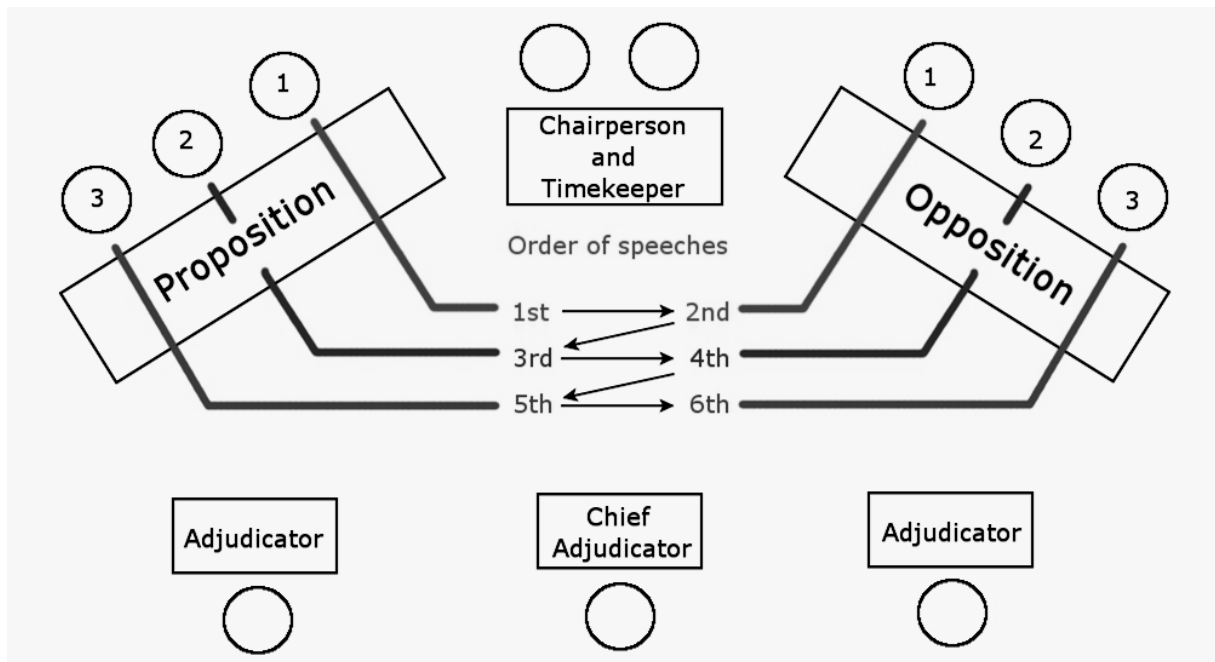 1
1
2
2
3
3
Chairperson
and
Timekeeper
Proposition
Opposition
Order of speeches
1st 2nd
3rd 4th
5th 6th
Adjudicator
Chief
Adjudicator
Adjudicator